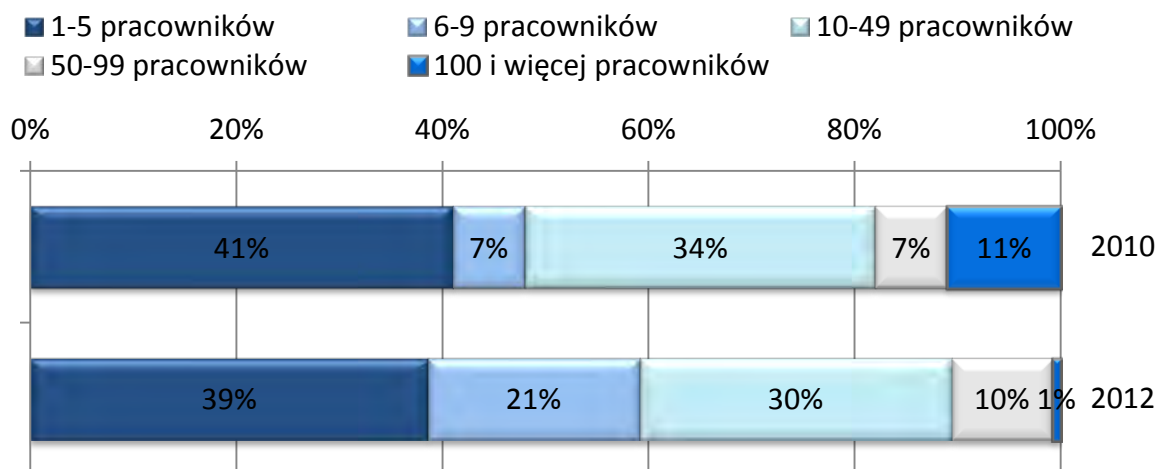 1-5 pracowników 6-9 pracowników 10-49 pracowników
50-99 pracowników 100 i więcej pracowników
0% 20% 40% 60% 80% 100%
41% 7% 34% 7% 11% 2010
39% 21% 30% 10% 1% 2012